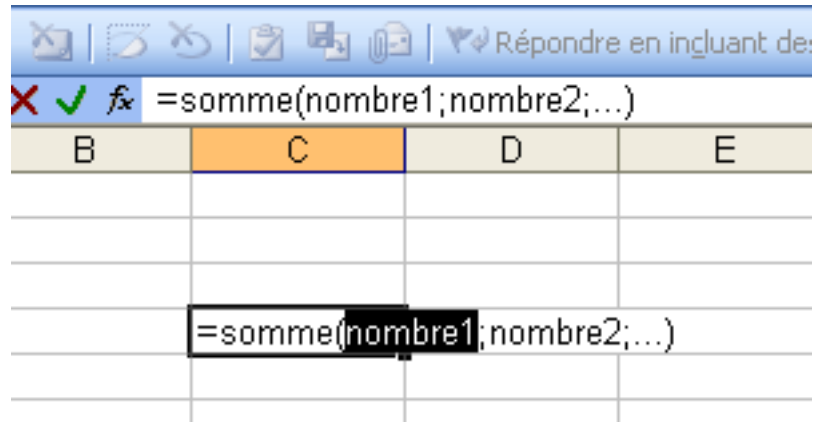 Répondre en incluant des
=somme(nombre1;nombre2;...)
B C D E
=somme(nombre1;nombre2;...)